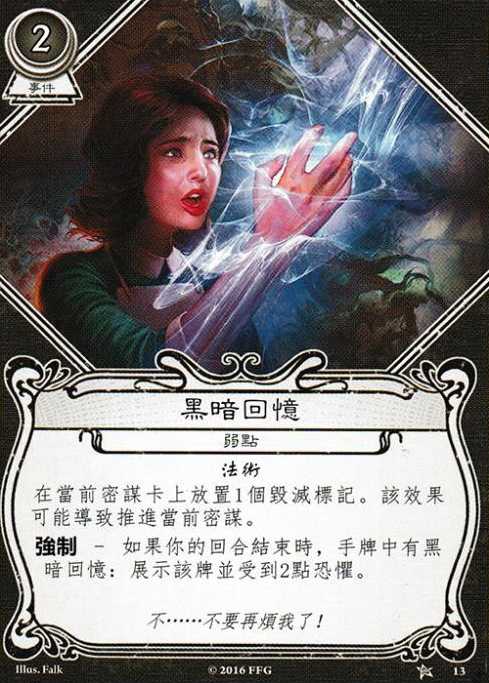 2
事件
黑暗回憶
弱點
法術
在當前密謀卡上放置1個毀滅標記。該效果
可能導致推進當前密謀。
強制 – 如果你的回合結束時，手牌中有黑
暗回憶：展示該牌並受到2點恐懼。
不⋯⋯不要再煩我了！
Illus. Falk
© 2016 FFG
13